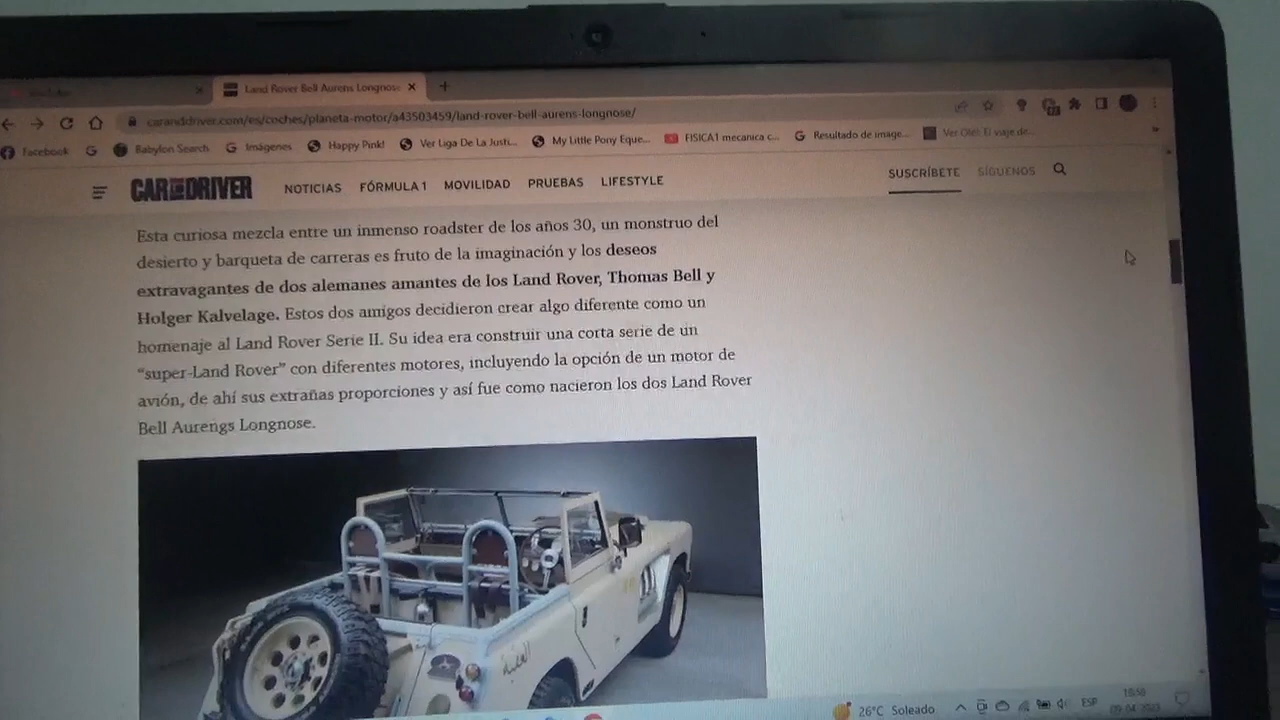 Land Rover Bell Aurens Longnose
caranddriver.com/es/coches/planeta-motor/a43503459/land-rover-bell-aurens-longnose/
Facebook Babylon Search Imágenes Happy Pink! Ver Liga De La Justi... My Little Pony Eque... FISICA1 mecanica c... Resultado de image... Ver Olé! El viaje de...
CAR AND DRIVER NOTICIAS FÓRMULA 1 MOVILIDAD PRUEBAS LIFESTYLE SUSCRÍBETE SÍGUENOS
Esta curiosa mezcla entre un inmenso roadster de los años 30, un monstruo del
desierto y barqueta de carreras es fruto de la imaginación y los deseos
extravagantes de dos alemanes amantes de los Land Rover, Thomas Bell y
Holger Kalvelage. Estos dos amigos decidieron crear algo diferente como un
homenaje al Land Rover Serie II. Su idea era construir una corta serie de un
“super-Land Rover” con diferentes motores, incluyendo la opción de un motor de
avión, de ahí sus extrañas proporciones y así fue como nacieron los dos Land Rover
Bell Aurengs Longnose.
26°C Soleado ESP